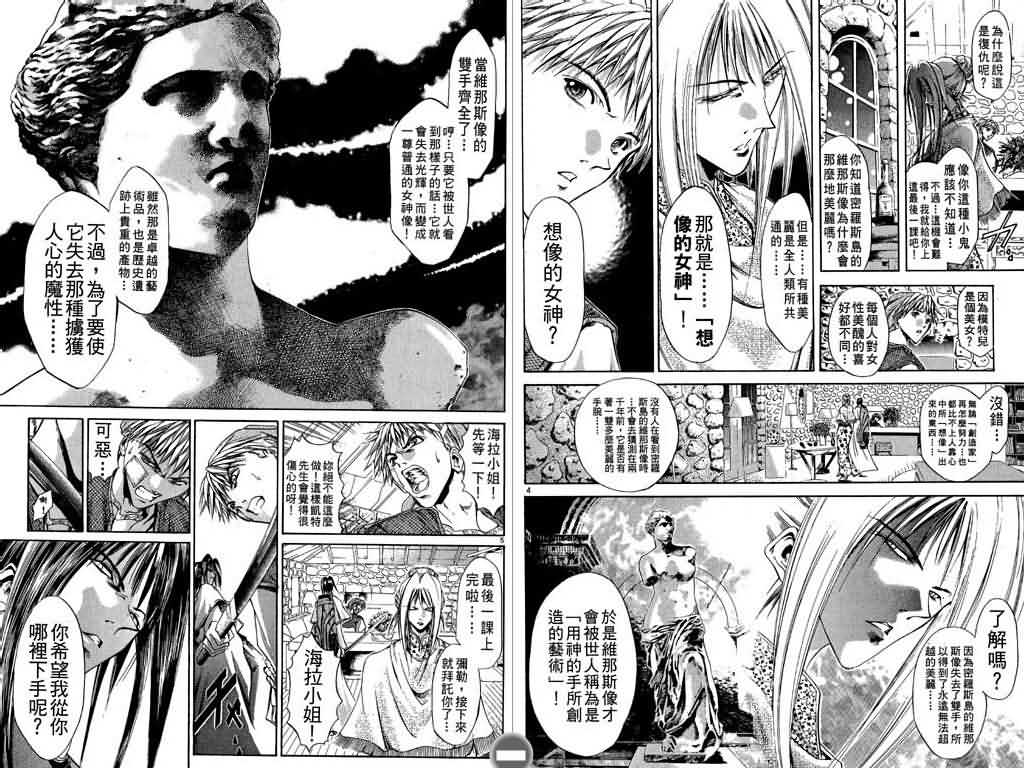 為什麼說這
是復仇呢?
像你這種小鬼
應該不知道…
不過…這機會難
得,我就給你上
這最後一課吧!
你知道密羅斯島的
維那斯像為什麼會
那麼地美麗嗎?
因為模特兒
是個美女?
每個人對女
性美醜的喜
好都不同…
但是…有種美
麗是全人類所共
通的…
那就是……「想
像的女神」!
想像的女神?
沒錯…
無論「創造家」
再怎麼努力…也
都比不上人靠心
中所「想像」出
來的東西…
沒有人在看到密羅
斯島的維那斯像時
…不會去猜測在兩
千年前,它是否有
著一雙多麼美麗的
手腕…
4
了解嗎?
因為密羅斯島的維那
斯像失去了雙手,所
以得到了永遠無法超
越的美麗…
於是維那斯像才
會被世人稱為是
「用神的手所創
造的藝術」!
當維那斯像的
雙手齊全了…
哼…只要它被世人看
到那樣子的話…它就
會失去光輝,而變成
一尊普通的女神像!
雖然那是卓越的藝
術品,也是歷史遺
跡上貴重的產物…
不過,為了要使
它失去那種擄獲
人心的魔性…
海拉小姐!
先等一下!
妳絕不能這麼
做!這樣凱特
先生會覺得很
傷心的呀!
可惡…
5
最後一課上
完啦…
彌勒,接下來
就拜託你了…
海拉小姐!
你希望我從你
哪裡下手呢?